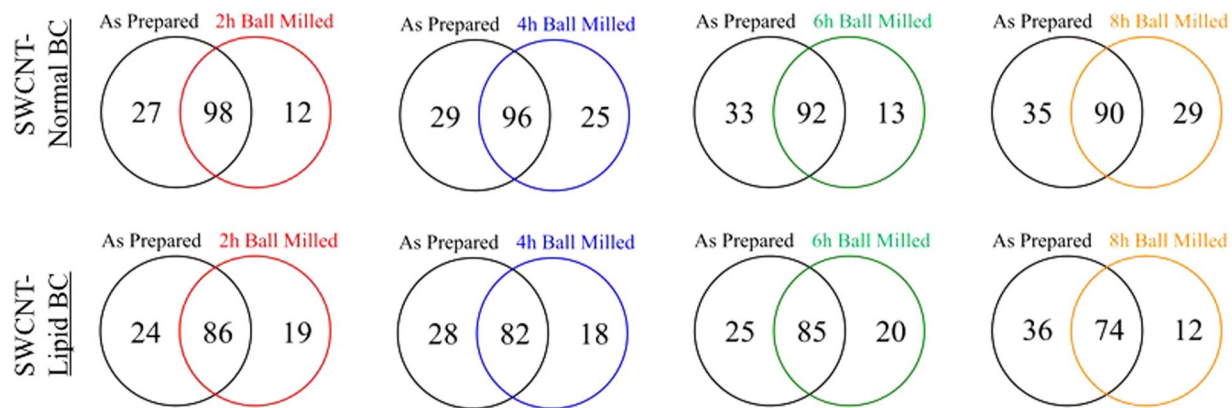 As Prepared 2h Ball Milled
As Prepared 4h Ball Milled
As Prepared 6h Ball Milled
As Prepared 8h Ball Milled
SWCNT-
Normal BC
27 98 12
29 96 25
33 92 13
35 90 29
As Prepared 2h Ball Milled
As Prepared 4h Ball Milled
As Prepared 6h Ball Milled
As Prepared 8h Ball Milled
SWCNT-
Lipid BC
24 86 19
28 82 18
25 85 20
36 74 12